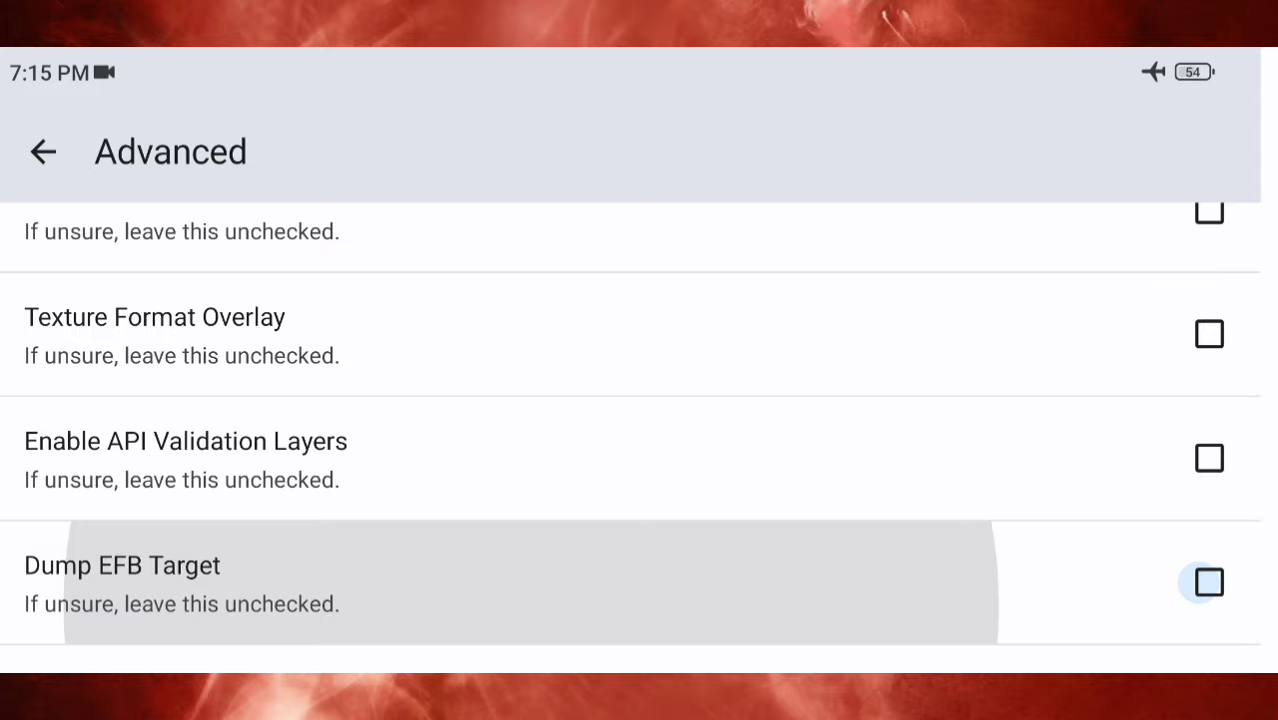 7:15 PM
54
Advanced
If unsure, leave this unchecked.
Texture Format Overlay
If unsure, leave this unchecked.
Enable API Validation Layers
If unsure, leave this unchecked.
Dump EFB Target
If unsure, leave this unchecked.